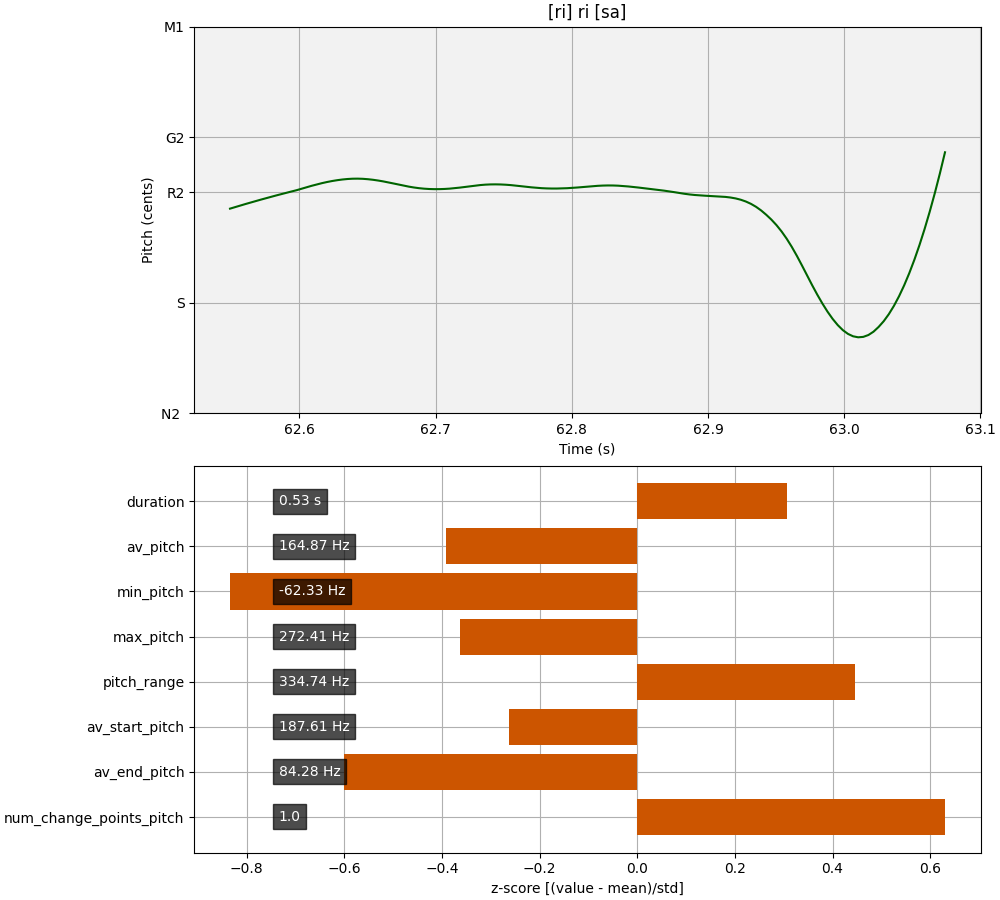 [ri] ri [sa]
M1
G2
R2
S
N2
Pitch (cents)
62.6 62.7 62.8 62.9 63.0 63.1
Time (s)
duration 0.53 s
av_pitch 164.87 Hz
min_pitch -62.33 Hz
max_pitch 272.41 Hz
pitch_range 334.74 Hz
av_start_pitch 187.61 Hz
av_end_pitch 84.28 Hz
num_change_points_pitch 1.0
−0.8 −0.6 −0.4 −0.2 0.0 0.2 0.4 0.6
z-score [(value - mean)/std]